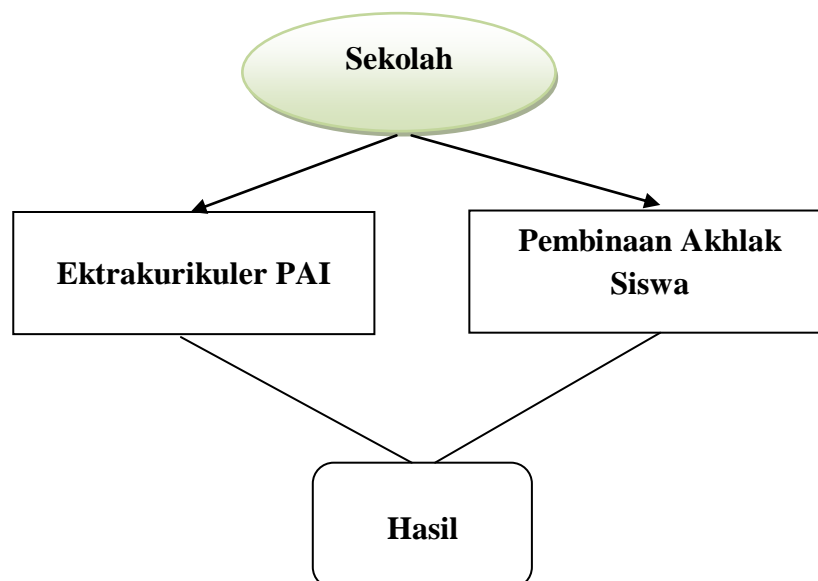 Sekolah
Ektrakurikuler PAI
Pembinaan Akhlak
Siswa
Hasil